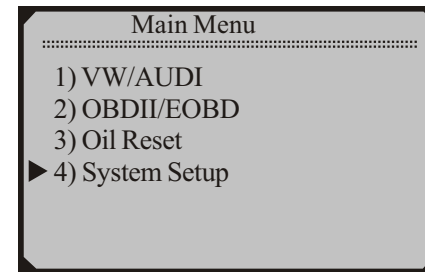 Main Menu
1) VW/AUDI
2) OBDII/EOBD
3) Oil Reset
4) System Setup